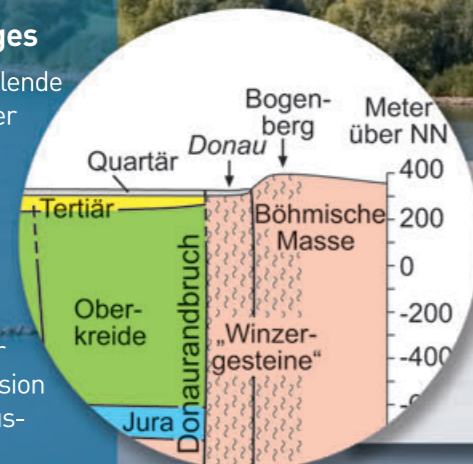 ges
lende
er
r
sion
us-
Bogen-
berg
Meter
über NN
Donau
Quartär
Tertiär
Böhmische
Masse
Ober-
kreide
Donaurandbruch
„Winzer-
gesteine“
Jura
400
200
0
-200
-400